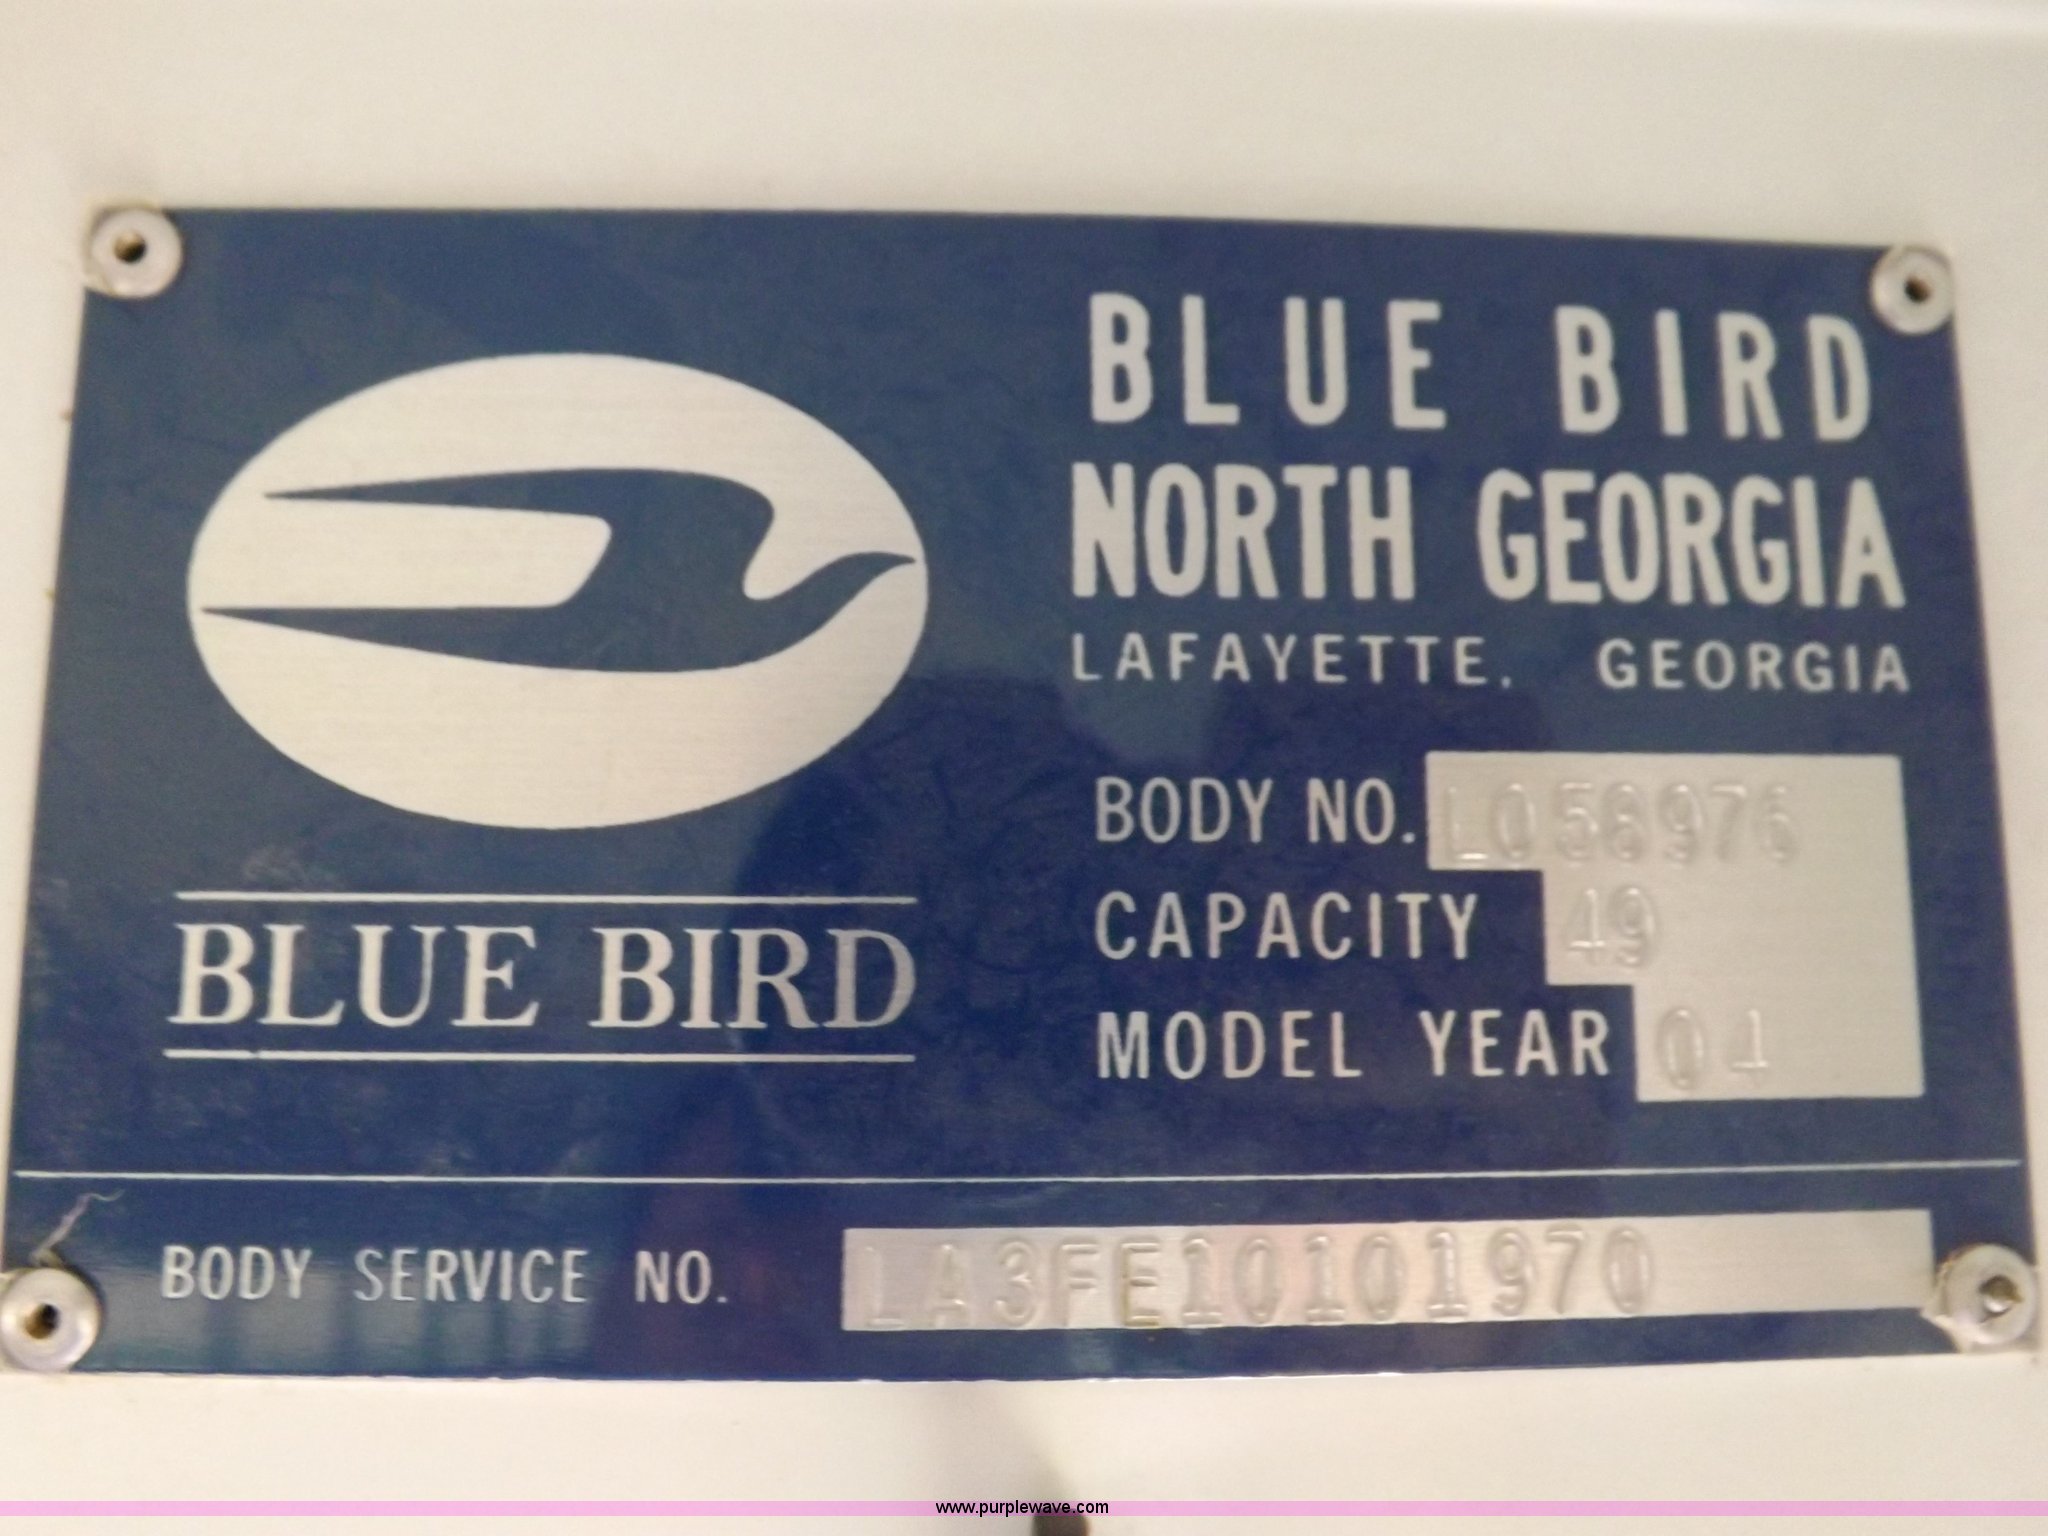 BLUE BIRD
NORTH GEORGIA
LAFAYETTE, GEORGIA
BODY NO. L058976
CAPACITY 49
MODEL YEAR 04
BLUE BIRD
BODY SERVICE NO. LA3FE10101970
www.purplewave.com